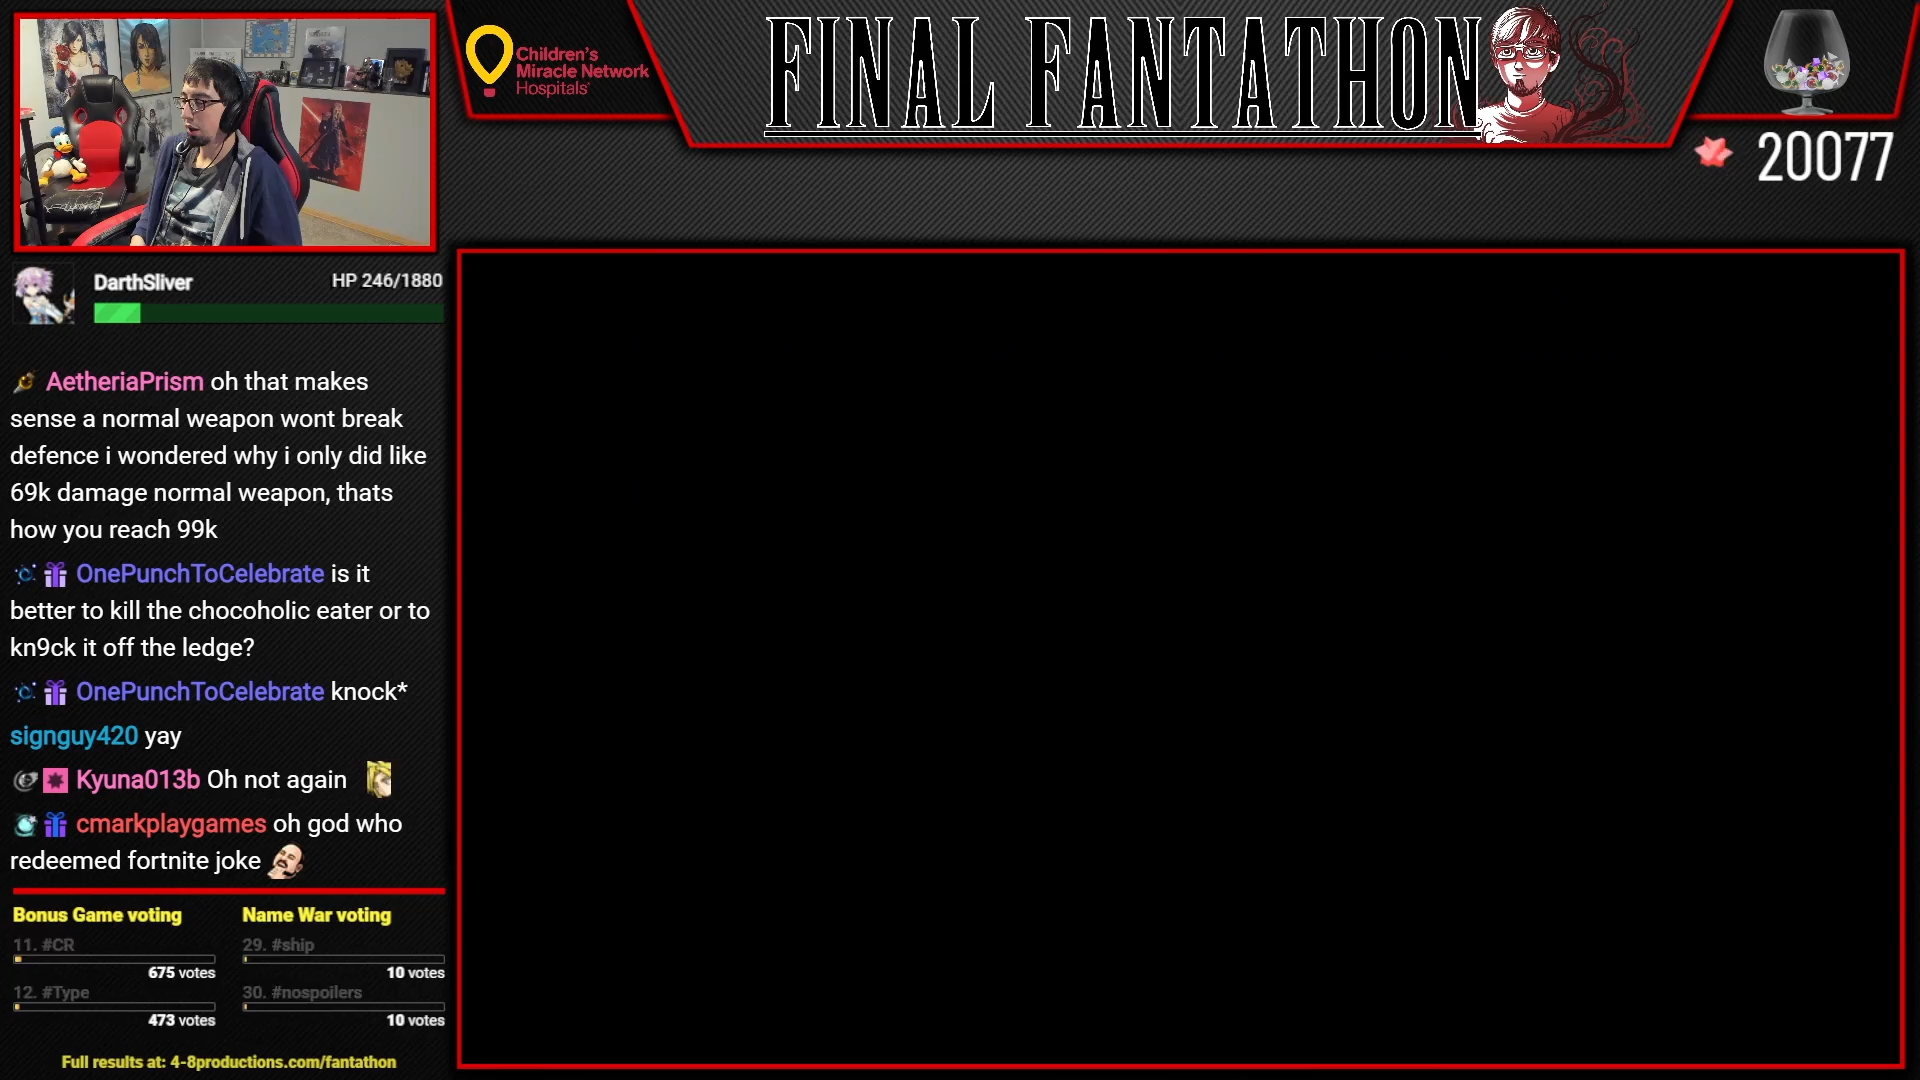 Children's
Miracle Network
Hospitals
FINAL FANTATHON
20077
DarthSliver
HP 246/1880
AetheriaPrism oh that makes
sense a normal weapon wont break
defence i wondered why i only did like
69k damage normal weapon, thats
how you reach 99k
OnePunchToCelebrate is it
better to kill the chocoholic eater or to
kn9ck it off the ledge?
OnePunchToCelebrate knock*
signguy420 yay
Kyuna013b Oh not again
cmarkplaygames oh god who
redeemed fortnite joke
Bonus Game voting
11. #CR
675 votes
12. #Type
473 votes
Name War voting
29. #ship
10 votes
30. #nospoilers
10 votes
Full results at: 4-8productions.com/fantathon